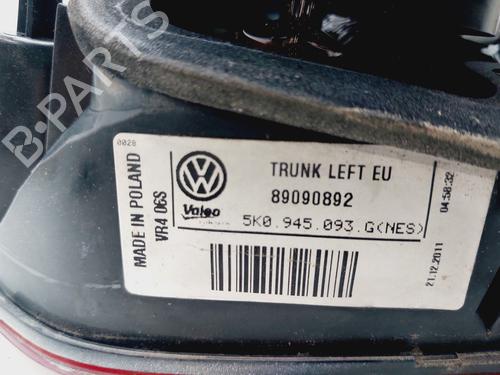 B-PARTS
0028
MADE IN POLAND
VR4 06S
Valeo
TRUNK LEFT EU
89090892
5K0.945.093.G(NES)
04:58:32
21.12.2011